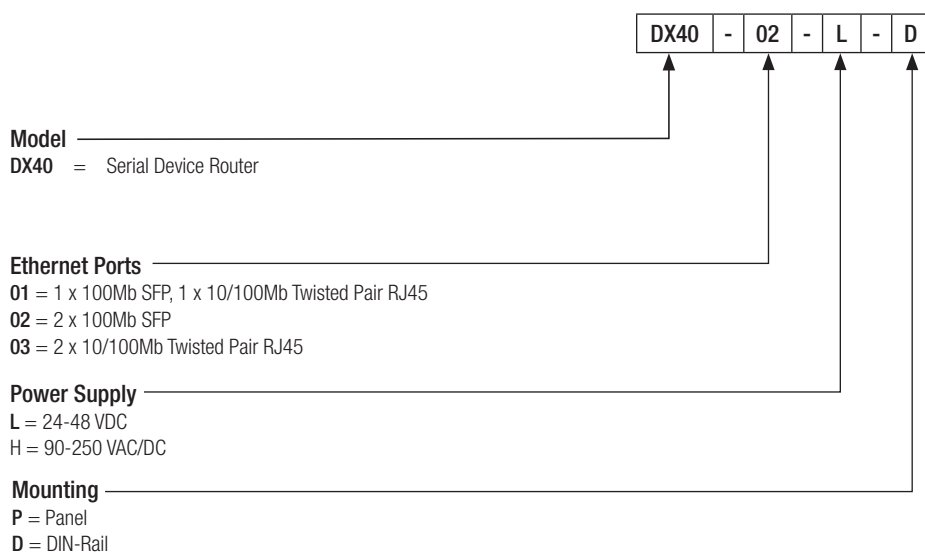 DX40 - 02 - L - D
Model
DX40 = Serial Device Router
Ethernet Ports
01 = 1 x 100Mb SFP, 1 x 10/100Mb Twisted Pair RJ45
02 = 2 x 100Mb SFP
03 = 2 x 10/100Mb Twisted Pair RJ45
Power Supply
L = 24-48 VDC
H = 90-250 VAC/DC
Mounting
P = Panel
D = DIN-Rail